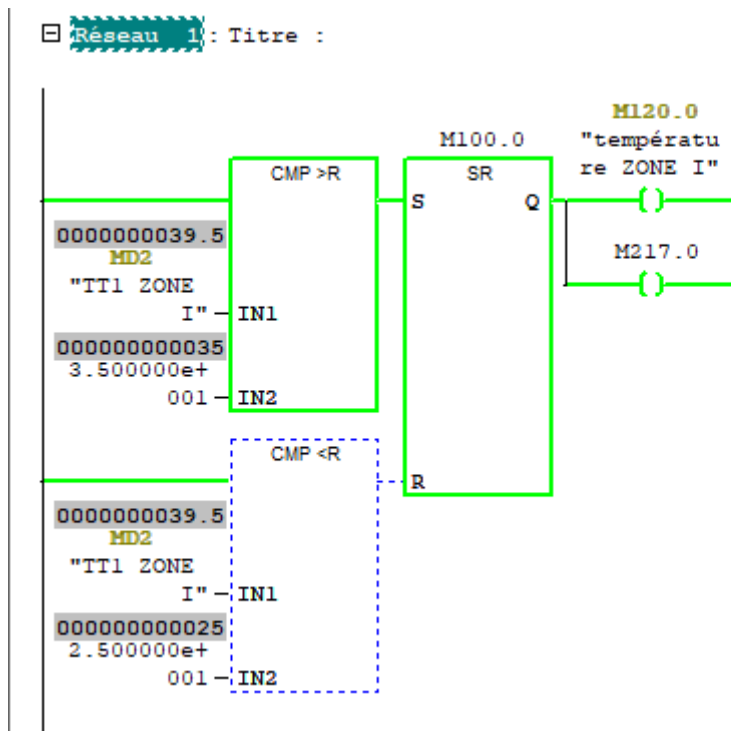 Réseau 1 : Titre :
M120.0
M100.0 "températu
CMP >R SR re ZONE I"
S Q
0000000039.5
MD2 M217.0
"TT1 ZONE
I" IN1
000000000035
3.500000e+
001 IN2
CMP <R
R
0000000039.5
MD2
"TT1 ZONE
I" IN1
000000000025
2.500000e+
001 IN2